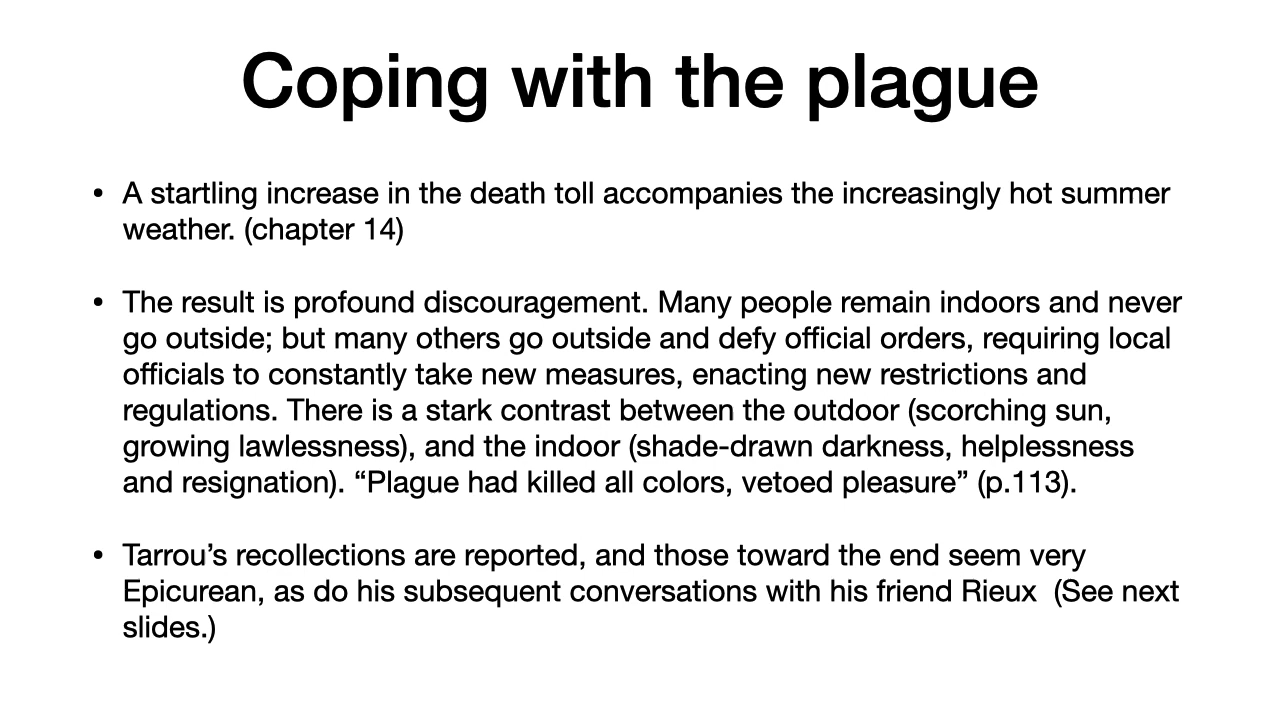 Coping with the plague
• A startling increase in the death toll accompanies the increasingly hot summer
weather. (chapter 14)
• The result is profound discouragement. Many people remain indoors and never
go outside; but many others go outside and defy official orders, requiring local
officials to constantly take new measures, enacting new restrictions and
regulations. There is a stark contrast between the outdoor (scorching sun,
growing lawlessness), and the indoor (shade-drawn darkness, helplessness
and resignation). “Plague had killed all colors, vetoed pleasure” (p.113).
• Tarrou’s recollections are reported, and those toward the end seem very
Epicurean, as do his subsequent conversations with his friend Rieux  (See next
slides.)